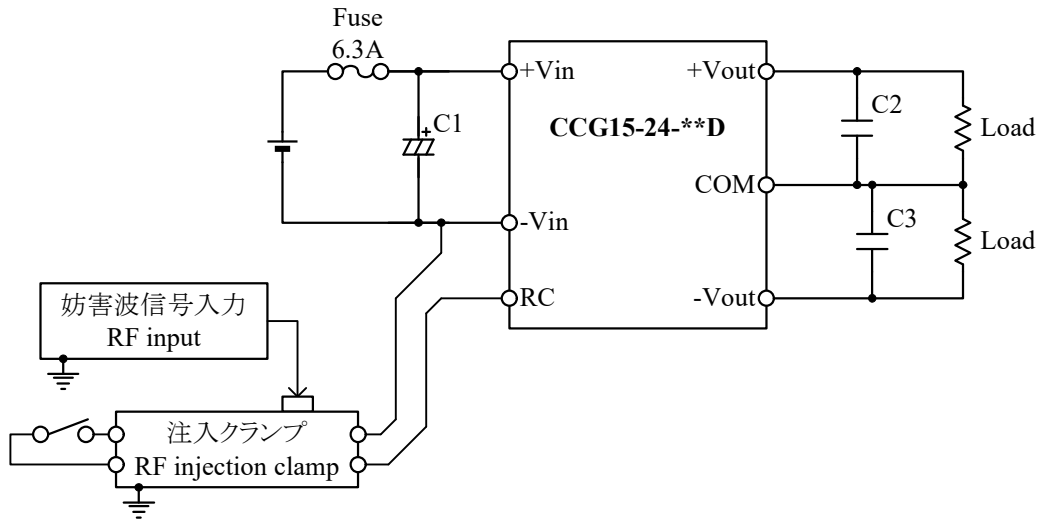 Fuse
6.3A
+Vin
+Vout
C1
C2
CCG15-24-**D
Load
COM
-Vin
C3
Load
妨害波信号入力
RF input
RC
-Vout
注入クランプ
RF injection clamp